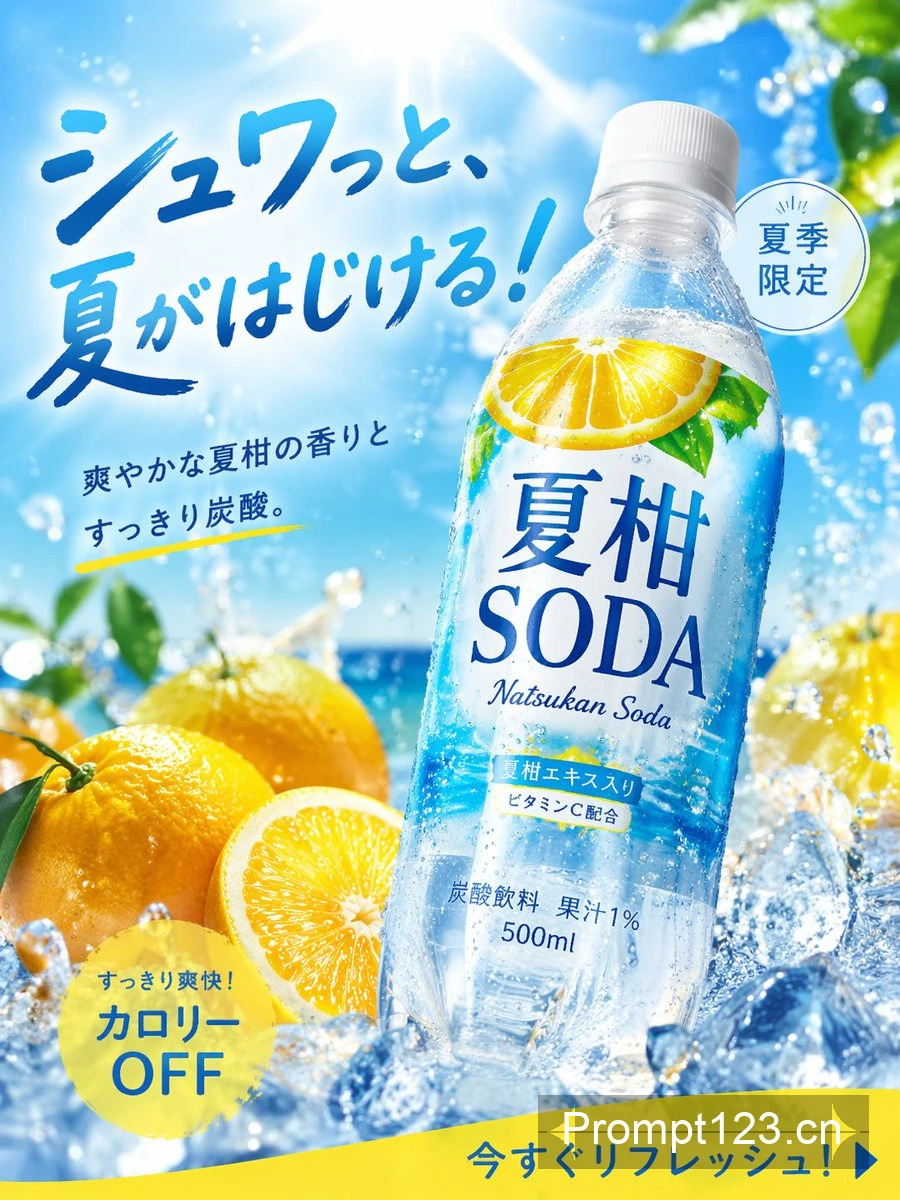 シュワっと、
夏がはじける!
爽やかな夏柑の香りと
すっきり炭酸。
夏季
限定
夏柑
SODA
Natsukan Soda
夏柑エキス入り
ビタミンC配合
炭酸飲料 果汁1%
500ml
すっきり爽快!
カロリー
OFF
Prompt123.cn
今すぐリフレッシュ!